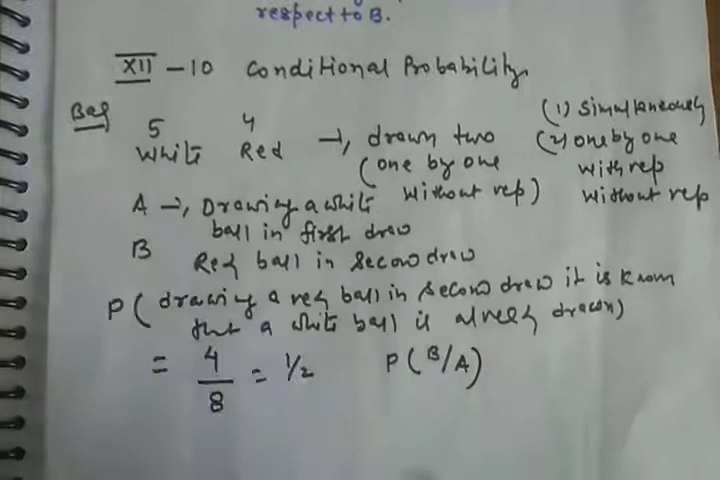 respect to B.
XII - 10 Conditional Probability
Bag 5 White 4 Red → drawn two
(one by one without rep)
(1) simultaneously
(2) one by one
with rep
without rep
A → Drawing a white
ball in first draw
B Red ball in second draw
P( drawing a red ball in second draw it is known
that a white ball is already drawn)
= 4/8 = 1/2 P(B/A)